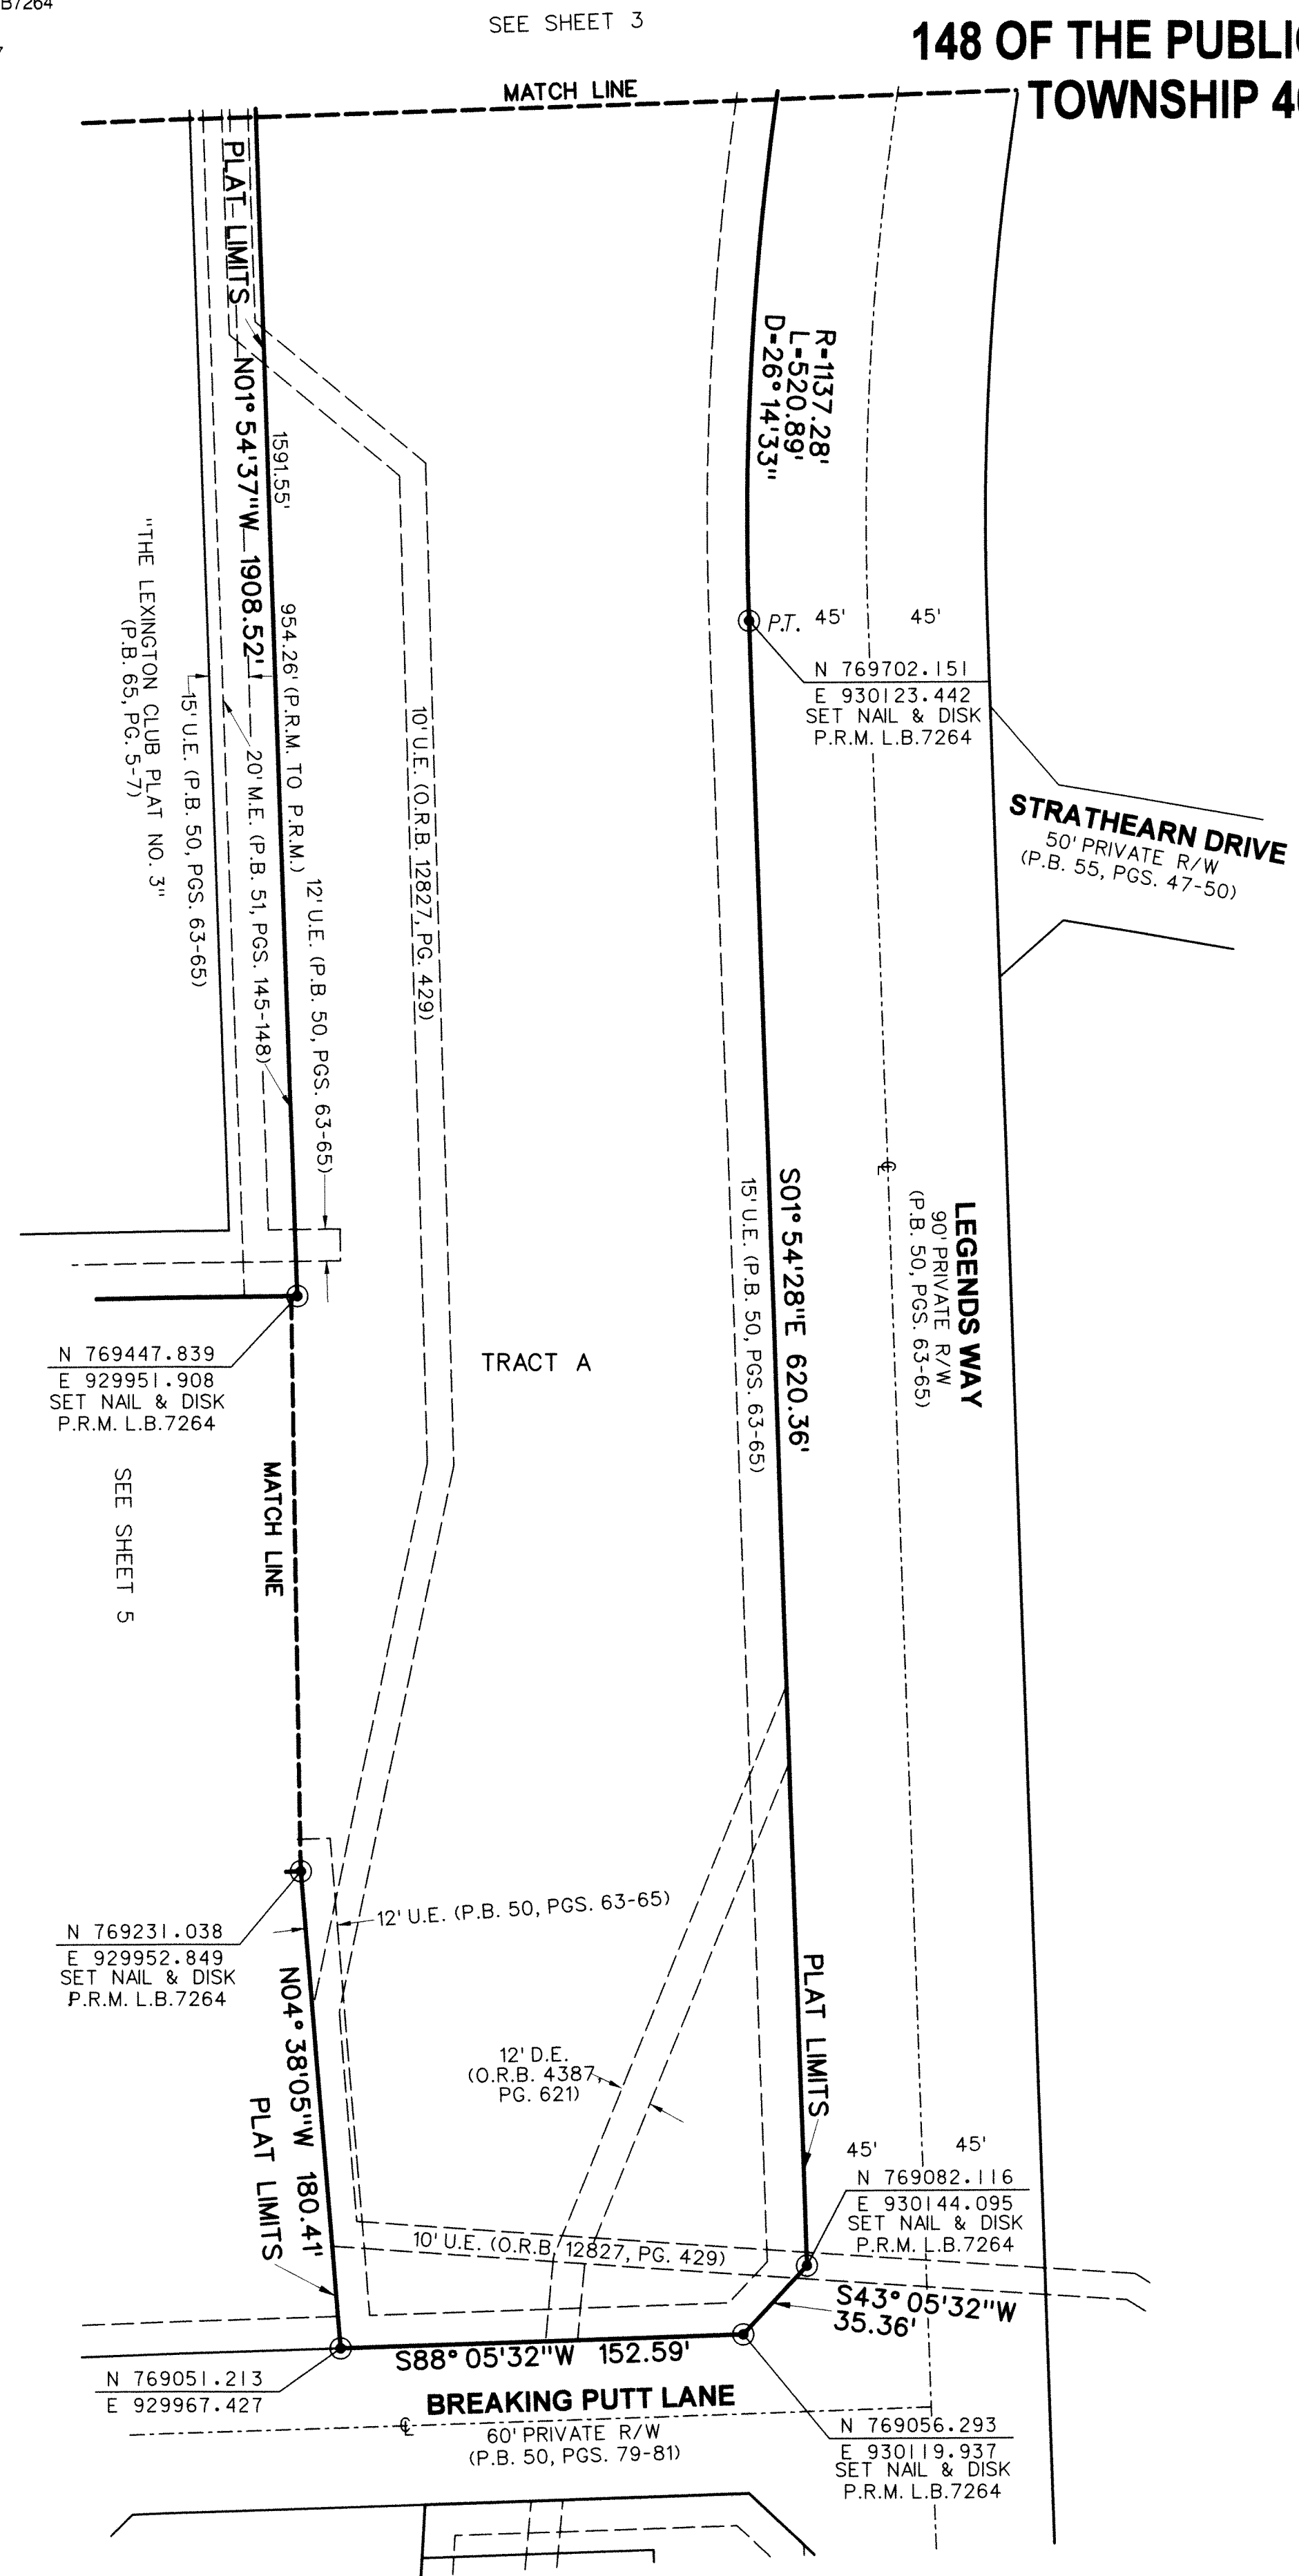 B7264
7
SEE SHEET 3
148 OF THE PUBLI
TOWNSHIP 4
MATCH LINE
PLAT LIMITS
N01°54'37"W 1908.52'
1591.55'
954.26' (P.R.M. TO P.R.M.)
"THE LEXINGTON CLUB PLAT NO. 3"
(P.B. 65, PG. 5-7)
15' U.E. (P.B. 50, PGS. 63-65)
20' M.E. (P.B. 51, PGS. 145-148)
12' U.E. (P.B. 50, PGS. 63-65)
10' U.E. (O.R.B. 12827, PG. 429)
R=1137.28'
L=520.89'
D=26°14'33"
P.T.
45'
45'
N 769702.151
E 930123.442
SET NAIL & DISK
P.R.M. L.B.7264
STRATHEARN DRIVE
50' PRIVATE R/W
(P.B. 55, PGS. 47-50)
LEGENDS WAY
90' PRIVATE R/W
(P.B. 50, PGS. 63-65)
S01°54'28"E 620.36'
15' U.E. (P.B. 50, PGS. 63-65)
N 769447.839
E 929951.908
SET NAIL & DISK
P.R.M. L.B.7264
TRACT A
MATCH LINE
SEE SHEET 5
12' U.E. (P.B. 50, PGS. 63-65)
N 769231.038
E 929952.849
SET NAIL & DISK
P.R.M. L.B.7264
N04°38'05"W 180.41'
PLAT LIMITS
12' D.E.
(O.R.B. 4387,
PG. 621)
PLAT LIMITS
45'
45'
N 769082.116
E 930144.095
SET NAIL & DISK
P.R.M. L.B.7264
10' U.E. (O.R.B. 12827, PG. 429)
S43°05'32"W
35.36'
S88°05'32"W 152.59'
N 769051.213
E 929967.427
BREAKING PUTT LANE
60' PRIVATE R/W
(P.B. 50, PGS. 79-81)
N 769056.293
E 930119.937
SET NAIL & DISK
P.R.M. L.B.7264